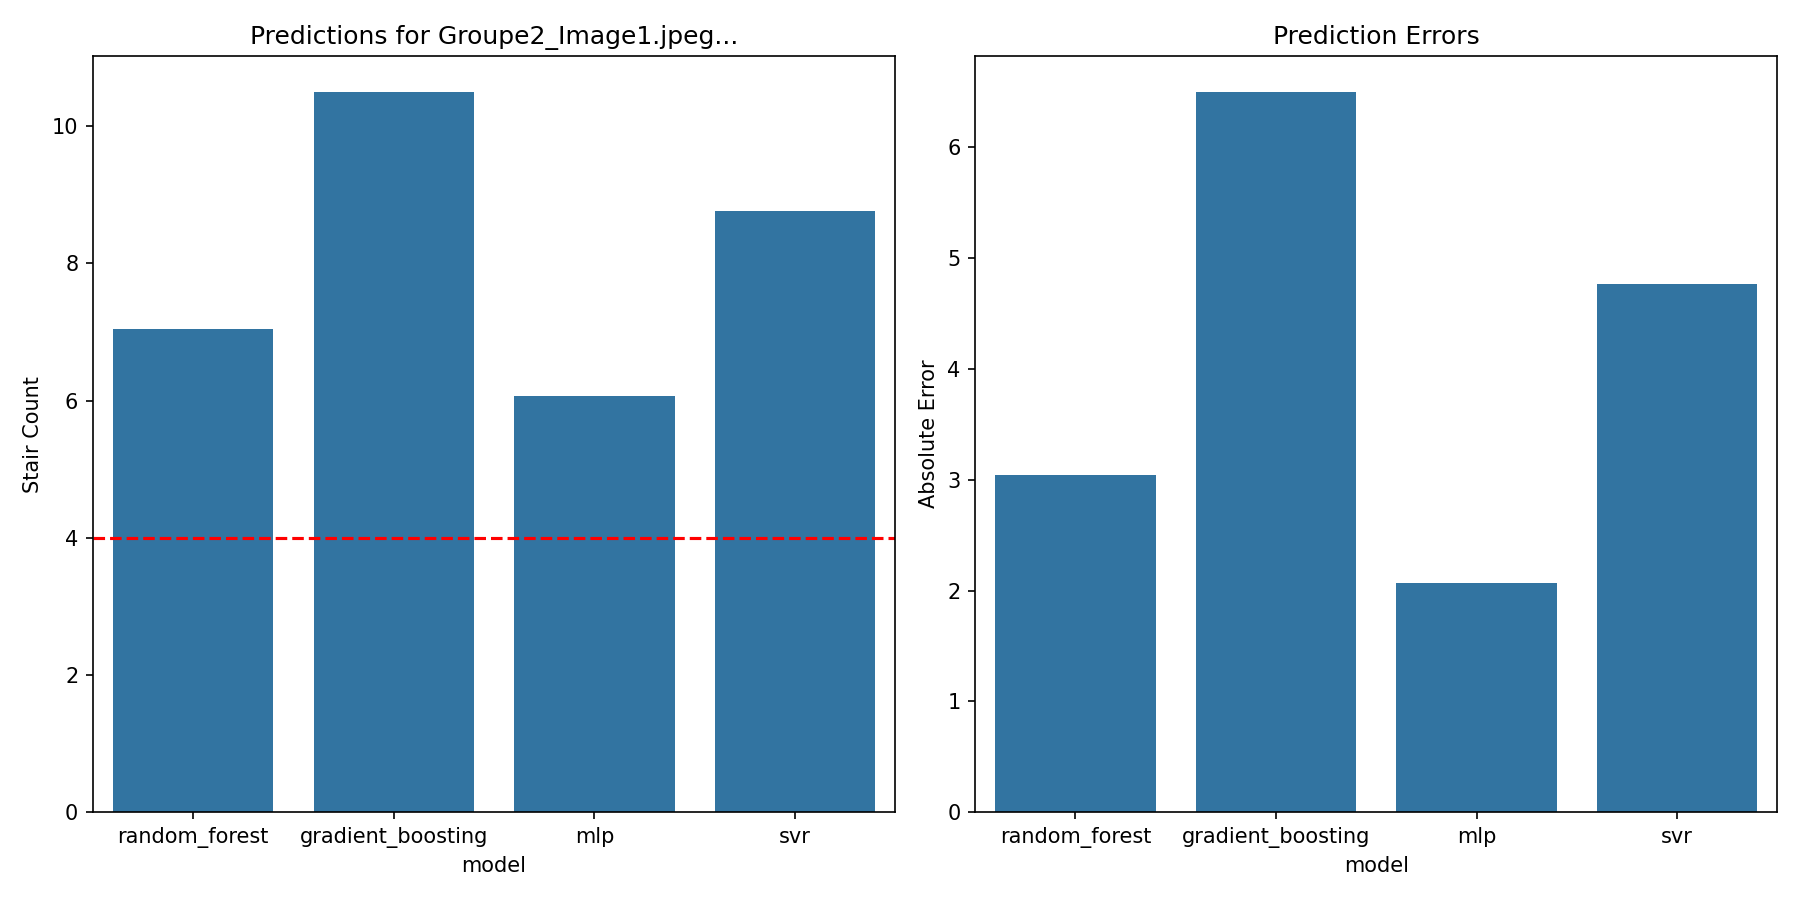 Predictions for Groupe2_Image1.jpeg...
Stair Count
10
8
6
4
2
0
random_forest gradient_boosting mlp svr
model
Prediction Errors
Absolute Error
6
5
4
3
2
1
0
random_forest gradient_boosting mlp svr
model